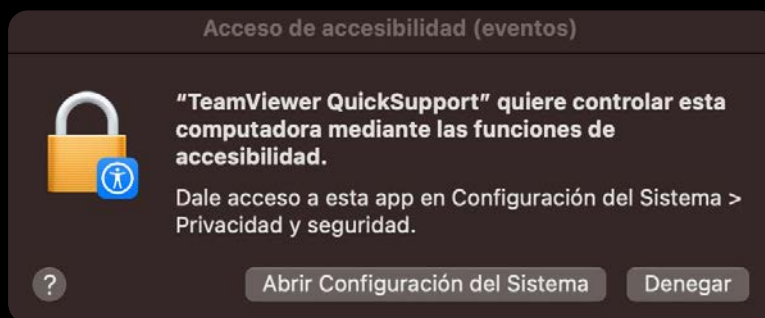 Acceso de accesibilidad (eventos)
“TeamViewer QuickSupport” quiere controlar esta
computadora mediante las funciones de
accesibilidad.
Dale acceso a esta app en Configuración del Sistema >
Privacidad y seguridad.
?
Abrir Configuración del Sistema
Denegar